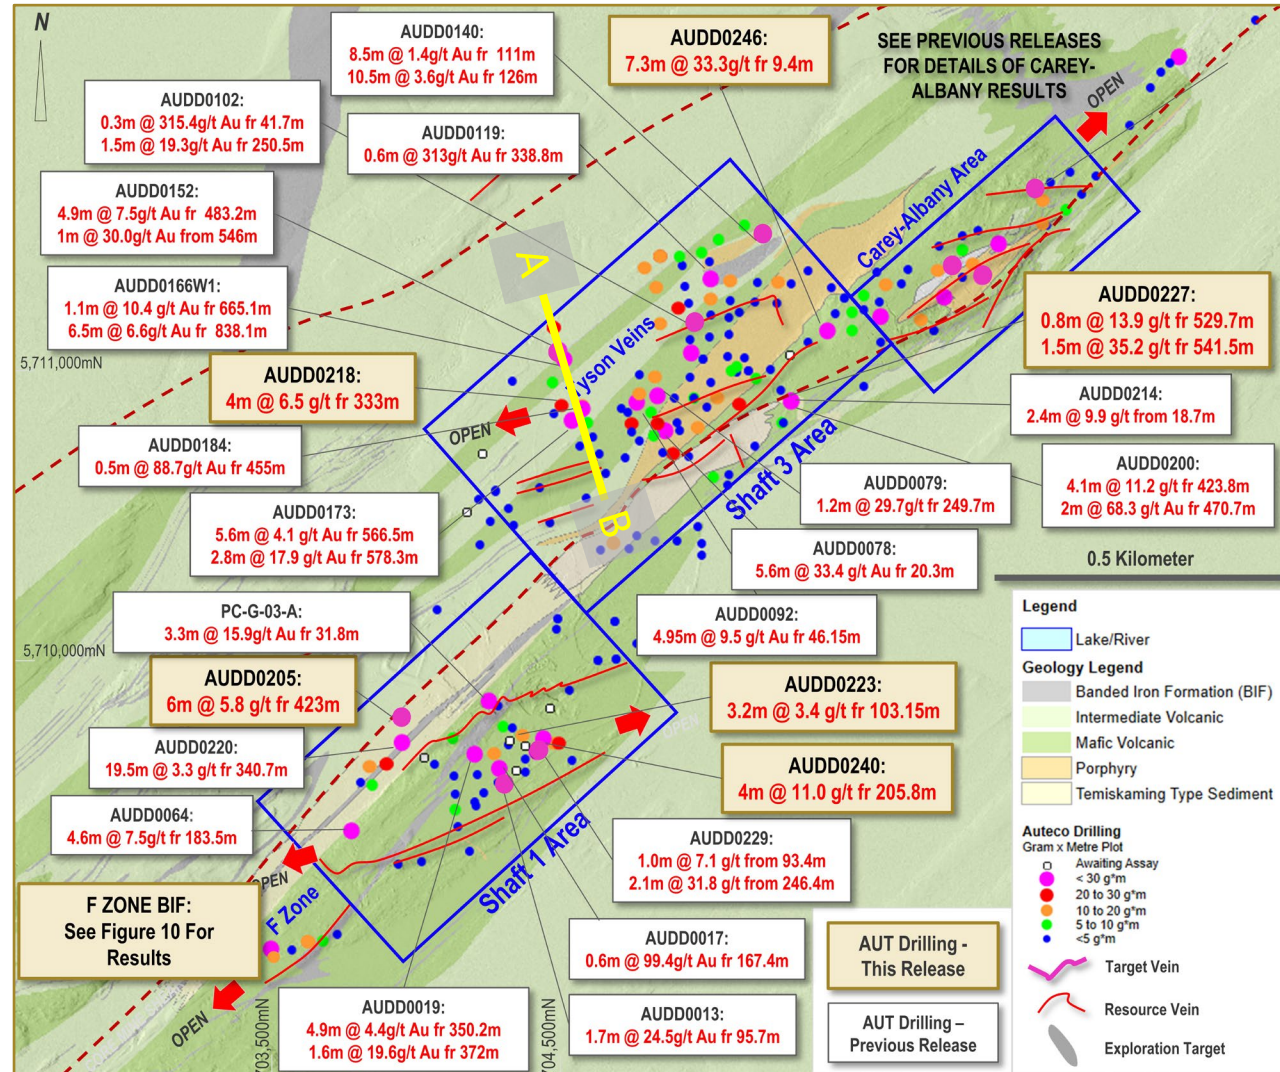 N
AUDD0140:
8.5m @ 1.4g/t Au fr 111m
10.5m @ 3.6g/t Au fr 126m
AUDD0246:
7.3m @ 33.3g/t fr 9.4m
SEE PREVIOUS RELEASES
FOR DETAILS OF CAREY-
ALBANY RESULTS
OPEN
AUDD0102:
0.3m @ 315.4g/t Au fr 41.7m
1.5m @ 19.3g/t Au fr 250.5m
AUDD0119:
0.6m @ 313g/t Au fr 338.8m
AUDD0152:
4.9m @ 7.5g/t Au fr 483.2m
1m @ 30.0g/t Au from 546m
Carey-Albany Area
A
AUDD0166W1:
1.1m @ 10.4 g/t Au fr 665.1m
6.5m @ 6.6g/t Au fr 838.1m
AUDD0227:
0.8m @ 13.9 g/t fr 529.7m
1.5m @ 35.2 g/t fr 541.5m
5,711,000mN
yson Veins
AUDD0218:
4m @ 6.5 g/t fr 333m
AUDD0214:
2.4m @ 9.9 g/t from 18.7m
OPEN
AUDD0184:
0.5m @ 88.7g/t Au fr 455m
Shaft 3 Area
AUDD0200:
4.1m @ 11.2 g/t fr 423.8m
2m @ 68.3 g/t Au fr 470.7m
AUDD0079:
1.2m @ 29.7g/t fr 249.7m
AUDD0173:
5.6m @ 4.1 g/t Au fr 566.5m
2.8m @ 17.9 g/t Au fr 578.3m
B
AUDD0078:
5.6m @ 33.4 g/t Au fr 20.3m
0.5 Kilometer
PC-G-03-A:
3.3m @ 15.9g/t Au fr 31.8m
AUDD0092:
4.95m @ 9.5 g/t Au fr 46.15m
5,710,000mN
AUDD0205:
6m @ 5.8 g/t fr 423m
AUDD0223:
3.2m @ 3.4 g/t fr 103.15m
OPEN
AUDD0220:
19.5m @ 3.3 g/t fr 340.7m
AUDD0240:
4m @ 11.0 g/t fr 205.8m
AUDD0064:
4.6m @ 7.5g/t fr 183.5m
AUDD0229:
1.0m @ 7.1 g/t from 93.4m
2.1m @ 31.8 g/t from 246.4m
Shaft 1 Area
OPEN
F ZONE BIF:
See Figure 10 For
Results
F Zone
AUDD0017:
0.6m @ 99.4g/t Au fr 167.4m
OPEN
AUDD0019:
4.9m @ 4.4g/t Au fr 350.2m
1.6m @ 19.6g/t Au fr 372m
AUDD0013:
1.7m @ 24.5g/t Au fr 95.7m
03,500mN
04,500mN
AUT Drilling -
This Release
AUT Drilling –
Previous Release
Legend
Lake/River
Geology Legend
Banded Iron Formation (BIF)
Intermediate Volcanic
Mafic Volcanic
Porphyry
Temiskaming Type Sediment
Auteco Drilling
Gram x Metre Plot
Awaiting Assay
< 30 g*m
20 to 30 g*m
10 to 20 g*m
5 to 10 g*m
<5 g*m
Target Vein
Resource Vein
Exploration Target